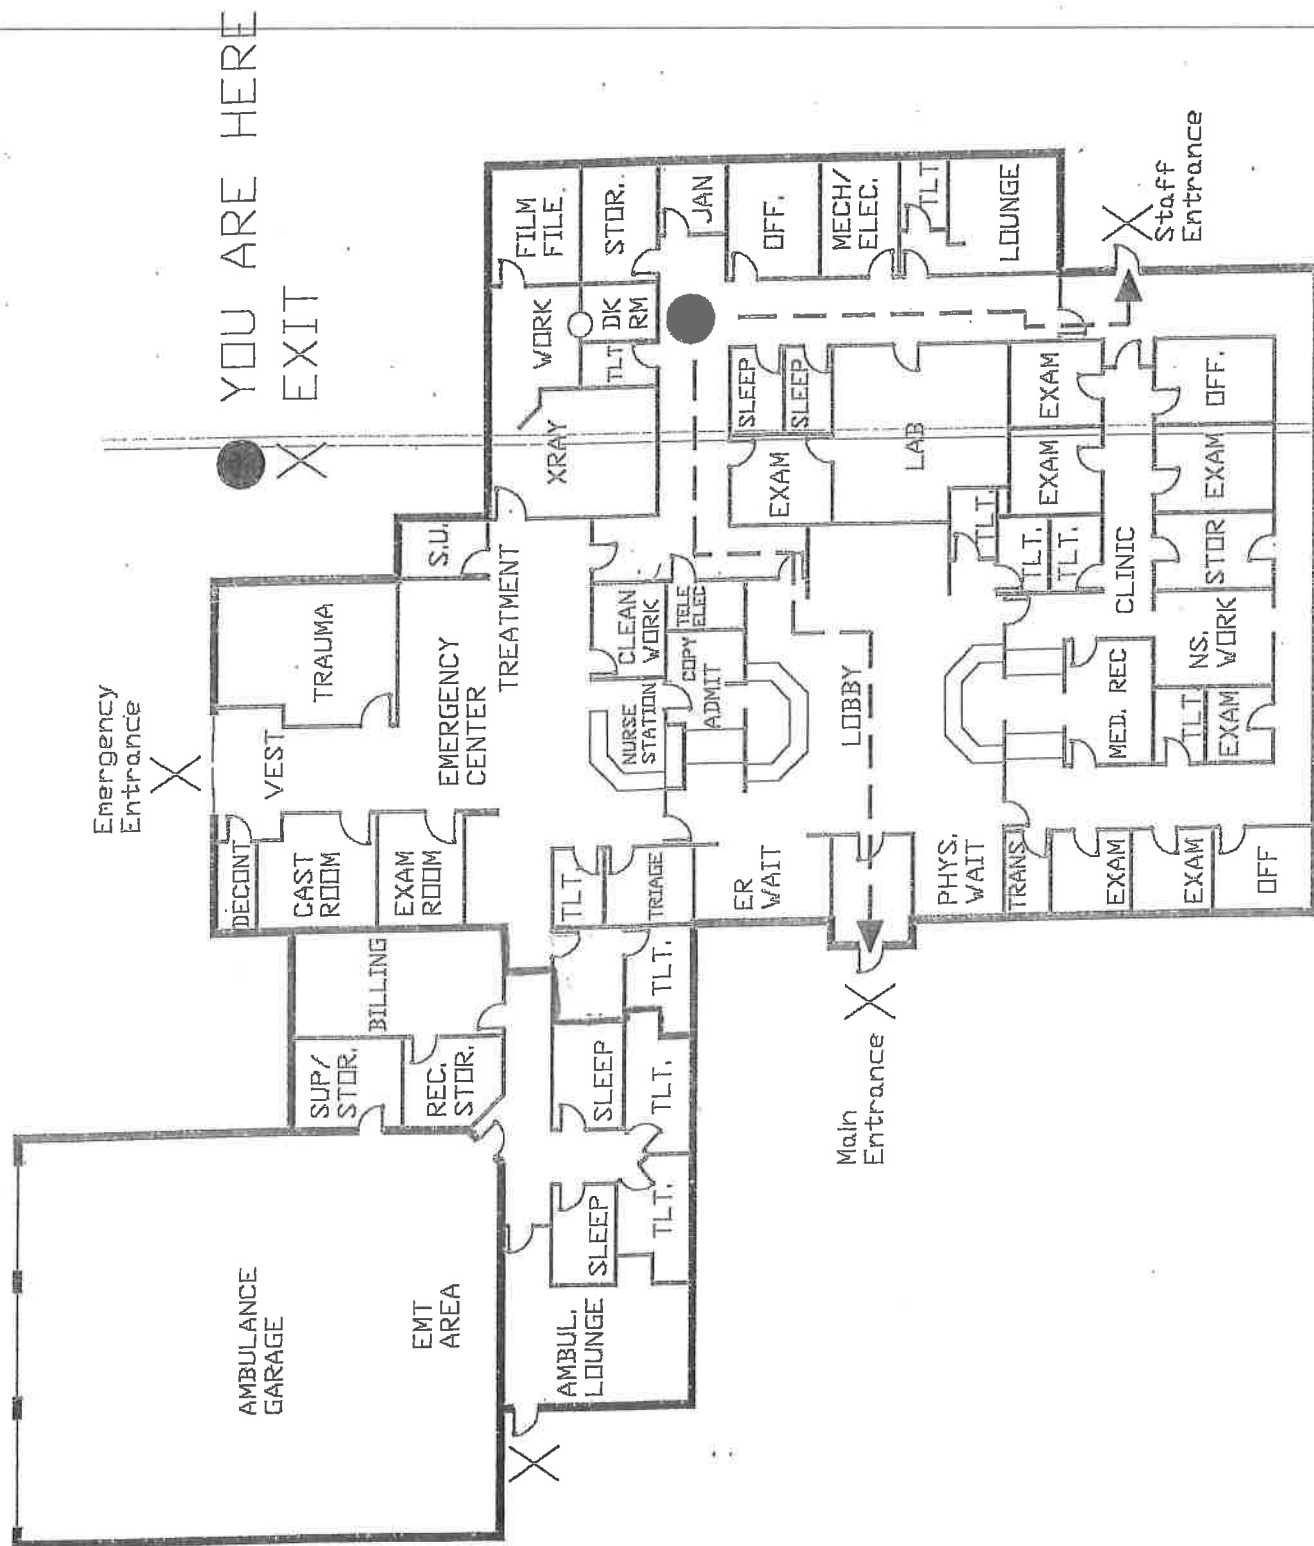 YOU ARE HERE
EXIT
Emergency
Entrance
DECONT
VEST
TRAUMA
CAST
ROOM
EXAM
ROOM
EMERGENCY
CENTER
TREATMENT
S.U.
XRAY
WORK
FILM
FILE.
STOR.
DK
RM
TLT
JAN
OFF.
MECH/
ELEC.
TLT
LOUNGE
Staff
Entrance
SLEEP
SLEEP
EXAM
LAB
EXAM
EXAM
OFF.
EXAM
STOR
TLT.
TLT.
TLT.
CLINIC
NS.
WORK
MED. REC
TLT
EXAM
CLEAN
WORK
TELE
ELEC
COPY
ADMIT
NURSE
STATION
LOBBY
TLT.
TRIAGE
ER
WAIT
PHYS.
WAIT
TRANS.
EXAM
EXAM
OFF
Main
Entrance
BILLING
SUP/
STOR.
REC.
STOR.
TLT.
SLEEP
TLT.
SLEEP
TLT.
AMBULANCE
GARAGE
EMT
AREA
AMBUL.
LOUNGE